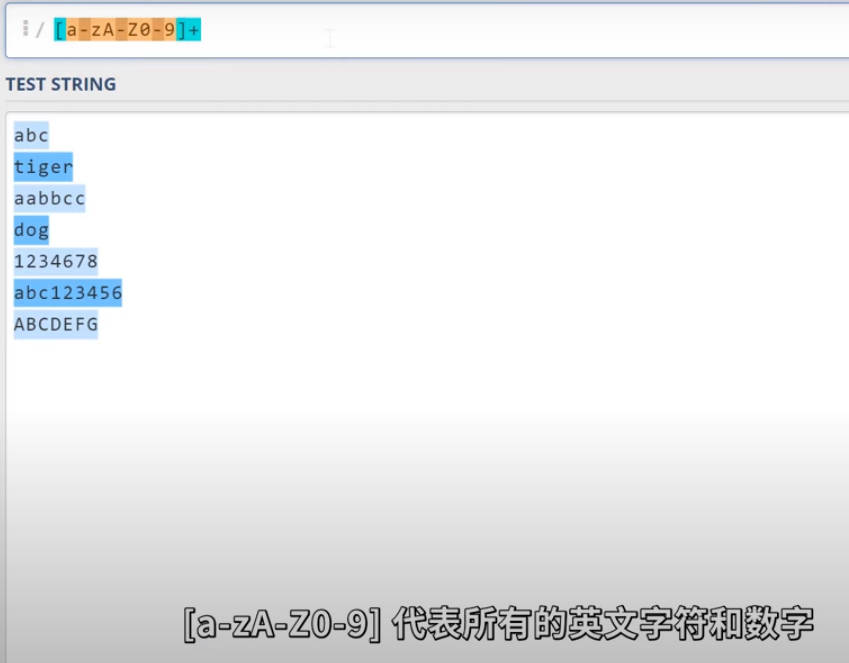 / [a-zA-Z0-9]+
TEST STRING
abc
tiger
aabbcc
dog
1234678
abc123456
ABCDEFG
[a-zA-Z0-9] 代表所有的英文字符和数字